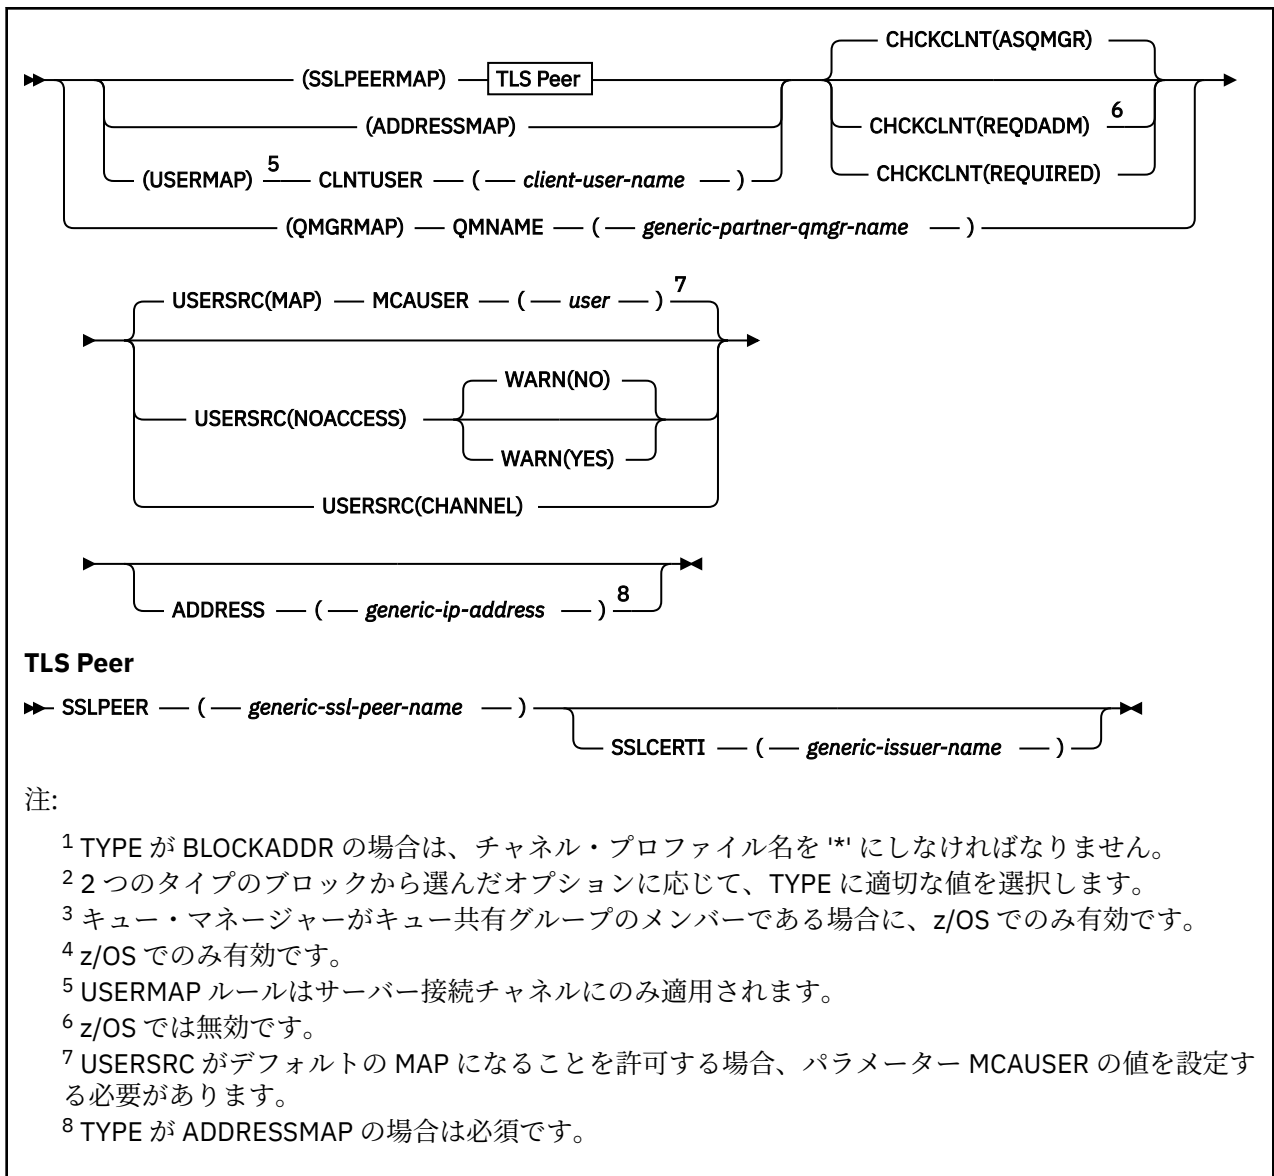 CHCKCLNT(ASQMGR)
(SSLPEERMAP) TLS Peer
(ADDRESSMAP) CHCKCLNT(REQDADM) 6
(USERMAP) 5 CLNTUSER ( client-user-name ) CHCKCLNT(REQUIRED)
(QMGRMAP) QMNAME ( generic-partner-qmgr-name )
USERSRC(MAP) MCAUSER ( user ) 7
WARN(NO)
USERSRC(NOACCESS)
WARN(YES)
USERSRC(CHANNEL)
ADDRESS ( generic-ip-address ) 8
TLS Peer
SSLPEER ( generic-ssl-peer-name )
SSLCERTI ( generic-issuer-name )
注:
1 TYPE が BLOCKADDR の場合は、チャネル・プロファイル名を '*' にしなければなりません。
2 2 つのタイプのブロックから選んだオプションに応じて、TYPE に適切な値を選択します。
3 キュー・マネージャーがキュー共有グループのメンバーである場合に、z/OS でのみ有効です。
4 z/OS でのみ有効です。
5 USERMAP ルールはサーバー接続チャネルにのみ適用されます。
6 z/OS では無効です。
7 USERSRC がデフォルトの MAP になることを許可する場合、パラメーター MCAUSER の値を設定す
る必要があります。
8 TYPE が ADDRESSMAP の場合は必須です。